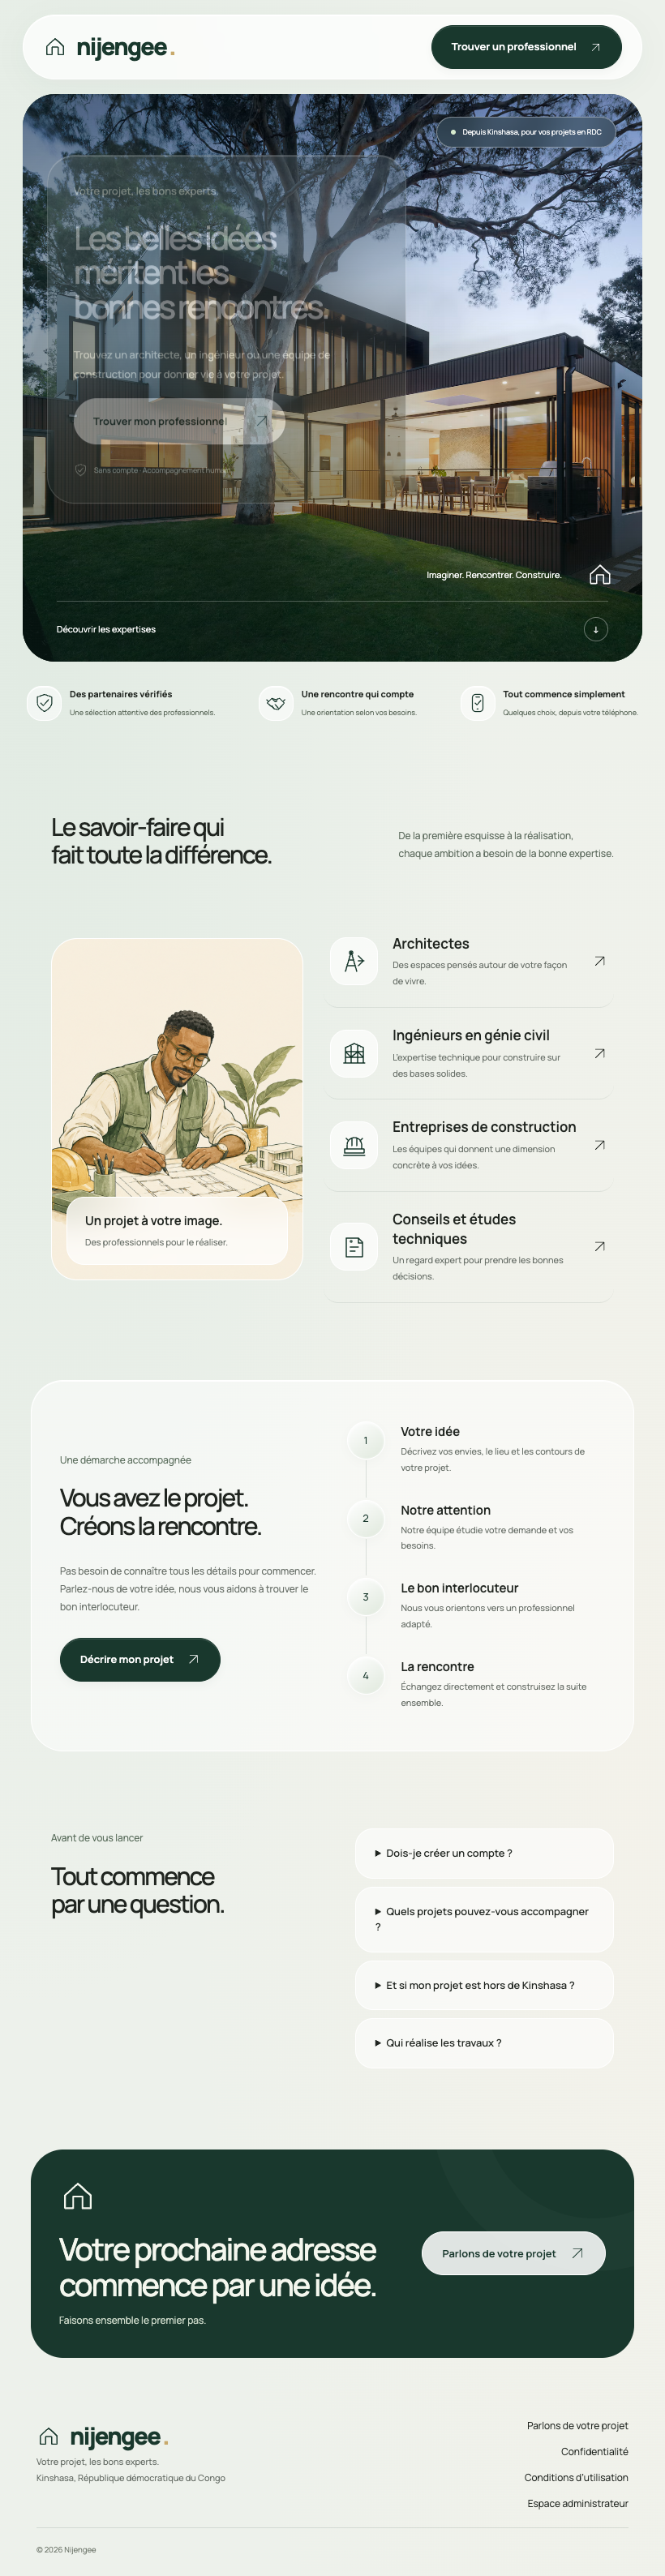 nijengee.
Trouver un professionnel
Depuis Kinshasa, pour vos projets en RDC
Votre projet, les bons experts.
Les belles idées
méritent les
bonnes rencontres.
Trouvez un architecte, un ingénieur ou une équipe de
construction pour donner vie à votre projet.
Trouver mon professionnel
Sans compte · Accompagnement humain
Imaginer. Rencontrer. Construire.
Découvrir les expertises
Des partenaires vérifiés
Une sélection attentive des professionnels.
Une rencontre qui compte
Une orientation selon vos besoins.
Tout commence simplement
Quelques choix, depuis votre téléphone.
Le savoir-faire qui
fait toute la différence.
De la première esquisse à la réalisation,
chaque ambition a besoin de la bonne expertise.
Un projet à votre image.
Des professionnels pour le réaliser.
Architectes
Des espaces pensés autour de votre façon
de vivre.
Ingénieurs en génie civil
L'expertise technique pour construire sur
des bases solides.
Entreprises de construction
Les équipes qui donnent une dimension
concrète à vos idées.
Conseils et études
techniques
Un regard expert pour prendre les bonnes
décisions.
Une démarche accompagnée
Vous avez le projet.
Créons la rencontre.
Pas besoin de connaître tous les détails pour commencer.
Parlez-nous de votre idée, nous vous aidons à trouver le
bon interlocuteur.
Décrire mon projet
1
Votre idée
Décrivez vos envies, le lieu et les contours de
votre projet.
2
Notre attention
Notre équipe étudie votre demande et vos
besoins.
3
Le bon interlocuteur
Nous vous orientons vers un professionnel
adapté.
4
La rencontre
Échangez directement et construisez la suite
ensemble.
Avant de vous lancer
Tout commence
par une question.
Dois-je créer un compte ?
Quels projets pouvez-vous accompagner
?
Et si mon projet est hors de Kinshasa ?
Qui réalise les travaux ?
Votre prochaine adresse
commence par une idée.
Faisons ensemble le premier pas.
Parlons de votre projet
nijengee.
Votre projet, les bons experts.
Kinshasa, République démocratique du Congo
Parlons de votre projet
Confidentialité
Conditions d'utilisation
Espace administrateur
© 2026 Nijengee